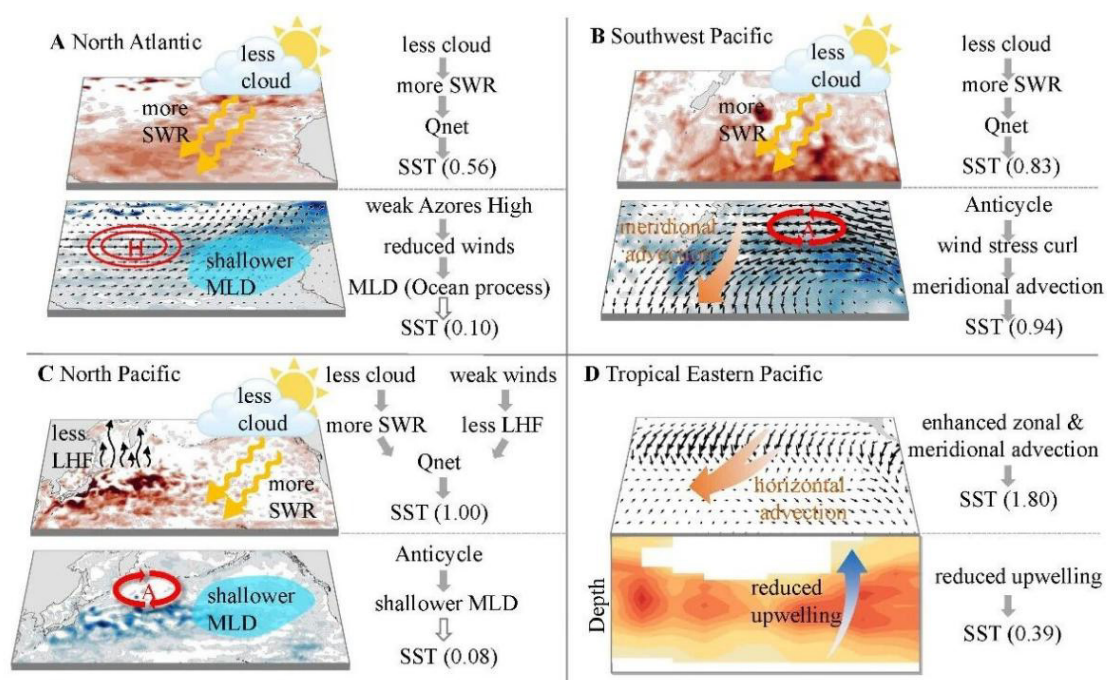 A North Atlantic
less
cloud
more
SWR
less cloud
more SWR
Qnet
SST (0.56)
H
shallower
MLD
weak Azores High
reduced winds
MLD (Ocean process)
SST (0.10)
B Southwest Pacific
less
cloud
more
SWR
less cloud
more SWR
Qnet
SST (0.83)
meridional
advection
A
Anticycle
wind stress curl
meridional advection
SST (0.94)
C North Pacific
less
cloud
less
LHF
more
SWR
less cloud
weak winds
more SWR
less LHF
Qnet
SST (1.00)
A
shallower
MLD
Anticycle
shallower MLD
SST (0.08)
D Tropical Eastern Pacific
horizontal
advection
enhanced zonal &
meridional advection
SST (1.80)
Depth
reduced
upwelling
reduced upwelling
SST (0.39)